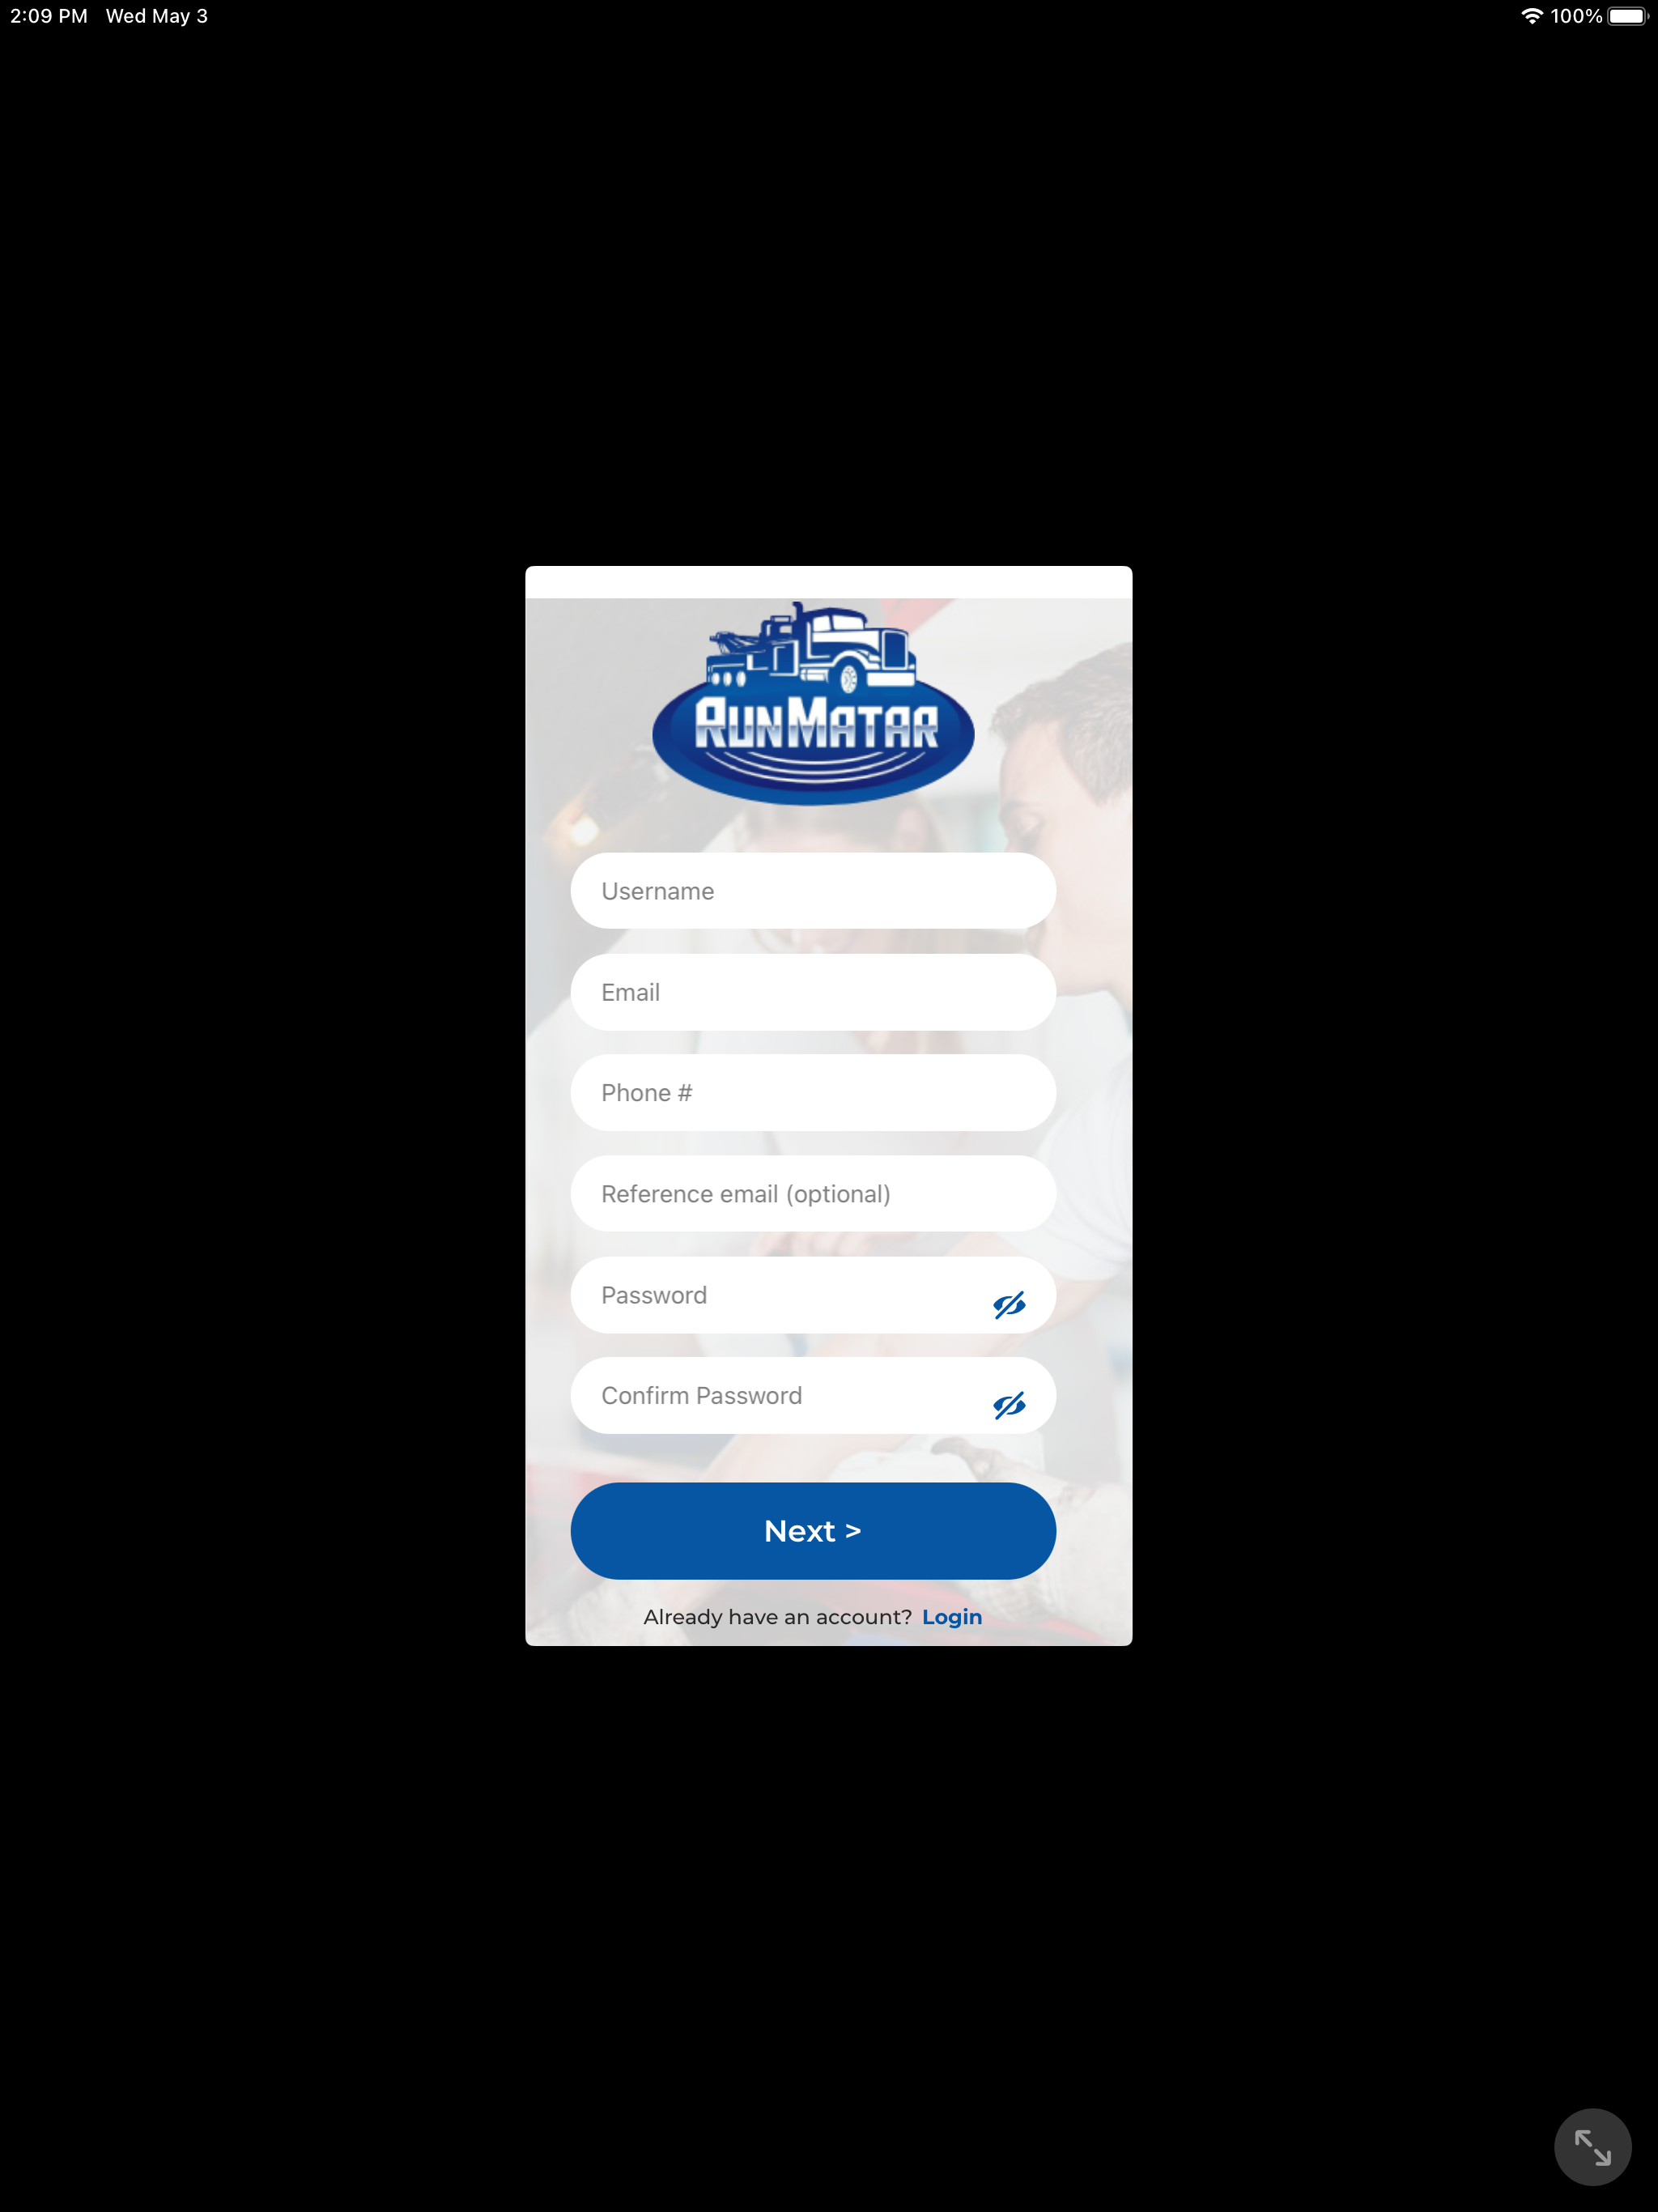 2:09 PM Wed May 3
100%
RUNMATAR
Username
Email
Phone #
Reference email (optional)
Password
Confirm Password
Next >
Already have an account? Login